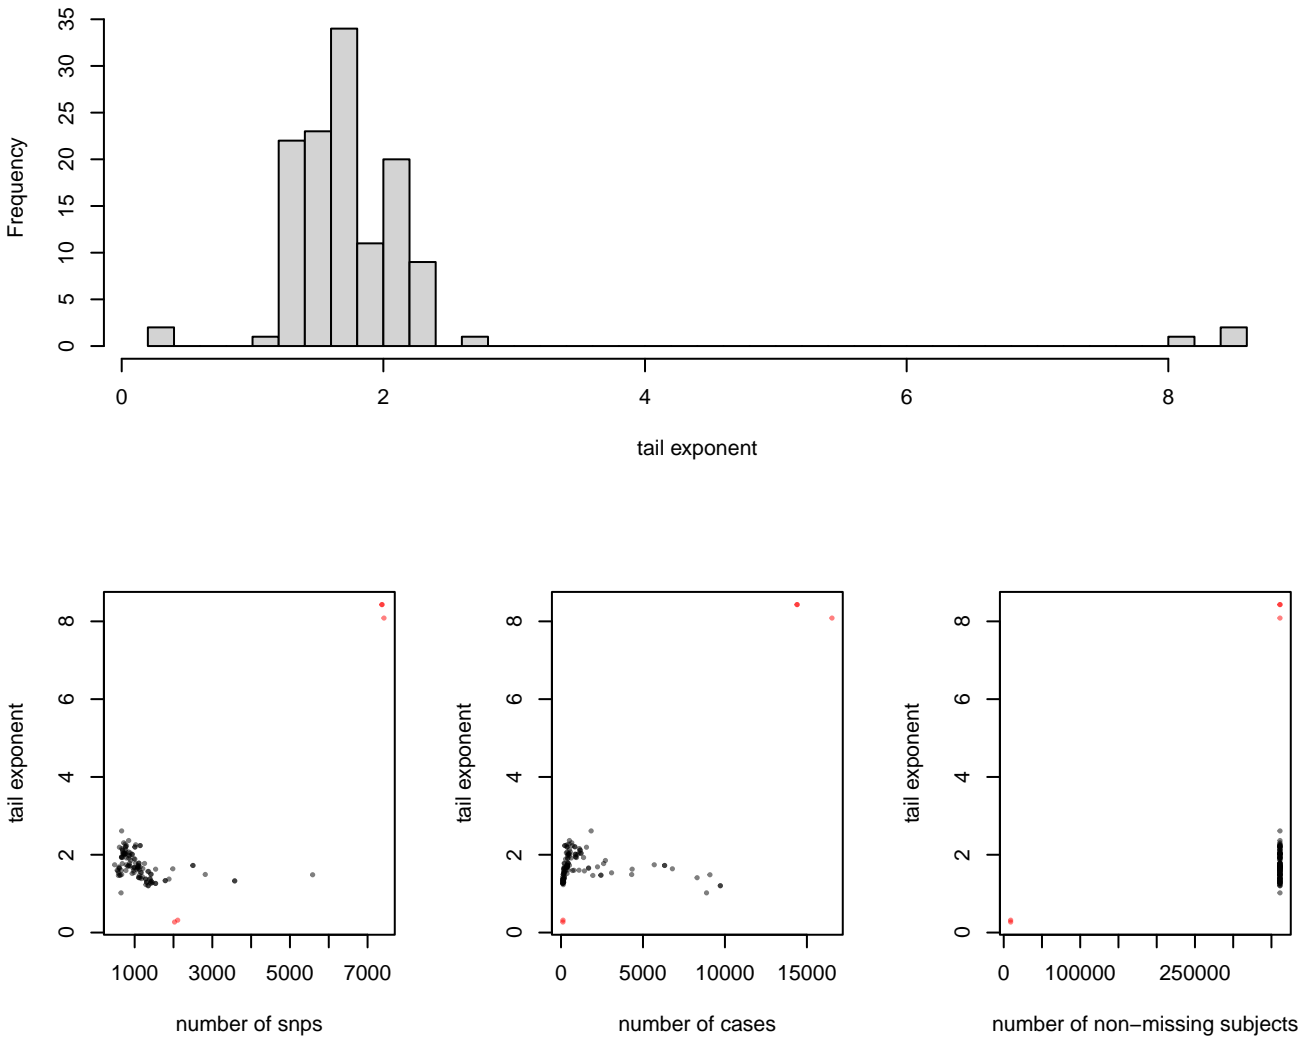 Frequency
35
30
25
20
15
10
5
0
0 2 4 6 8
tail exponent
tail exponent
8
6
4
2
0
1000 3000 5000 7000
number of snps
tail exponent
8
6
4
2
0
0 5000 10000 15000
number of cases
tail exponent
8
6
4
2
0
0 100000 250000
number of non−missing subjects